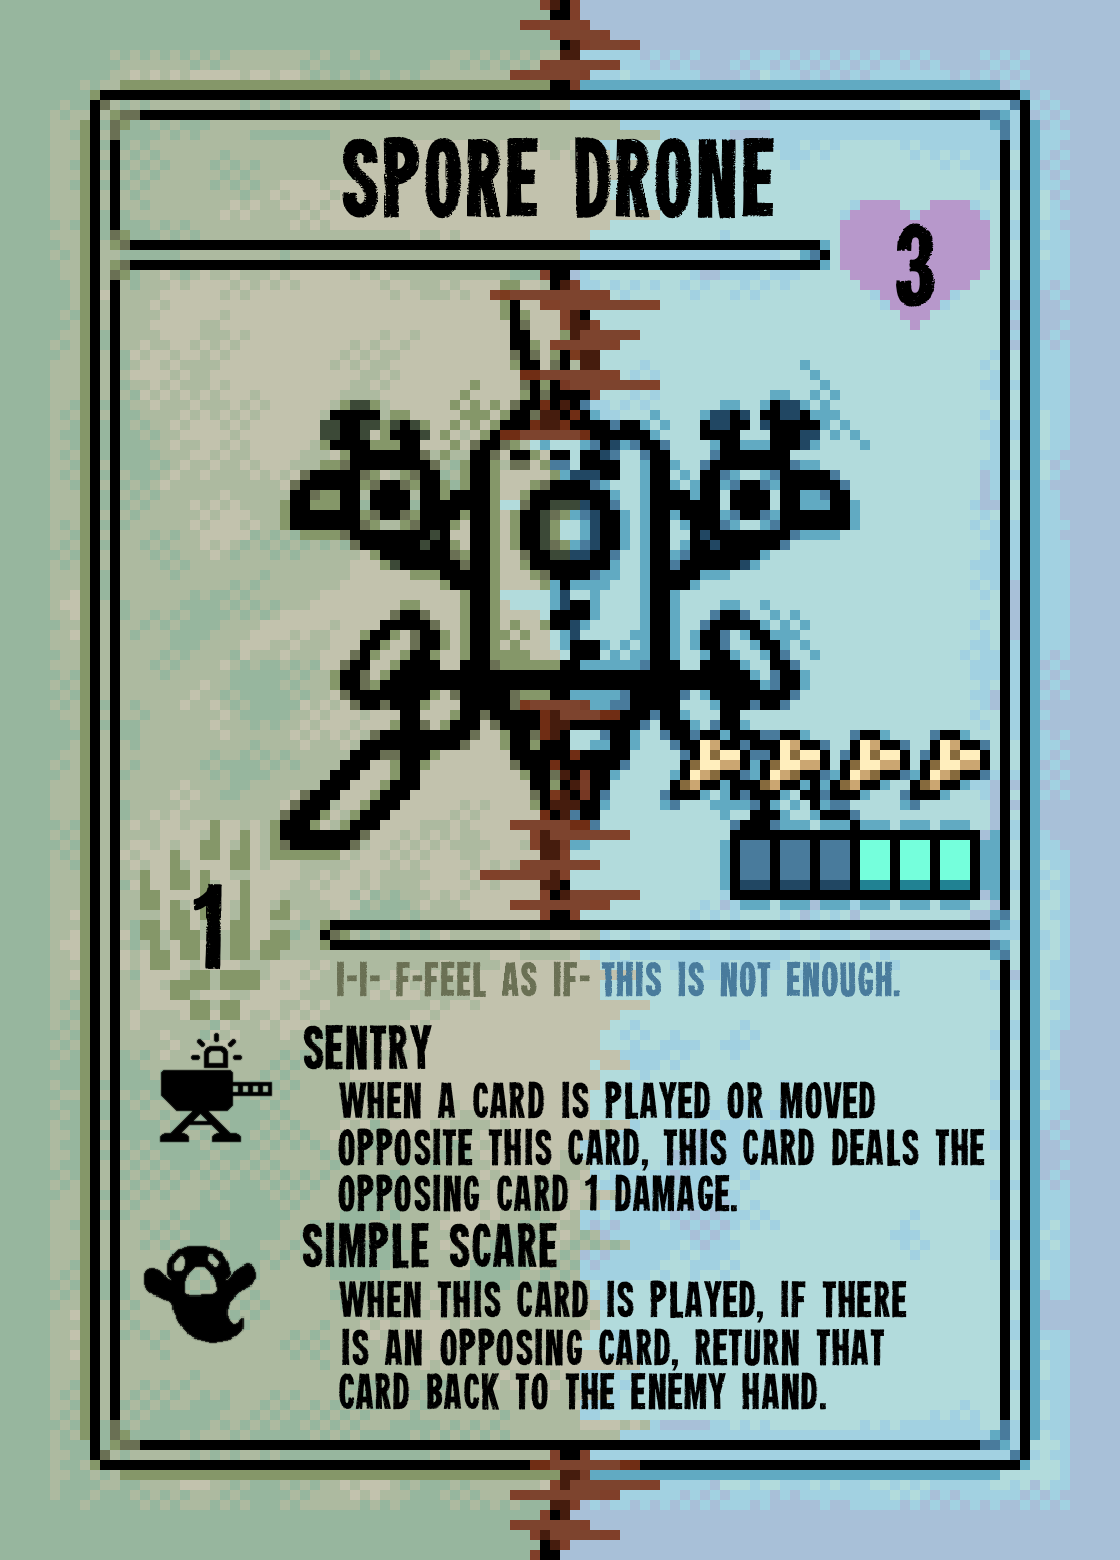 SPORE DRONE
3
1
I-I- F-FEEL AS IF- THIS IS NOT ENOUGH.
SENTRY
WHEN A CARD IS PLAYED OR MOVED
OPPOSITE THIS CARD, THIS CARD DEALS THE
OPPOSING CARD 1 DAMAGE.
SIMPLE SCARE
WHEN THIS CARD IS PLAYED, IF THERE
IS AN OPPOSING CARD, RETURN THAT
CARD BACK TO THE ENEMY HAND.